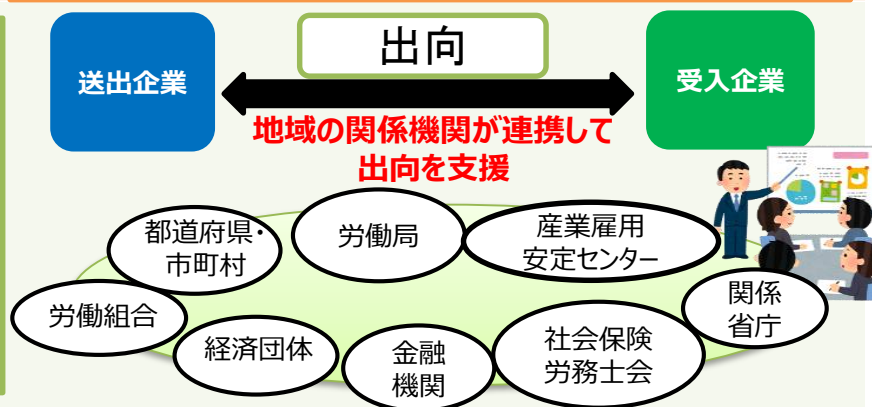 出向
送出企業
受入企業
地域の関係機関が連携して
出向を支援
都道府県・
市町村
労働局
産業雇用
安定センター
労働組合
経済団体
金融
機関
社会保険
労務士会
関係
省庁